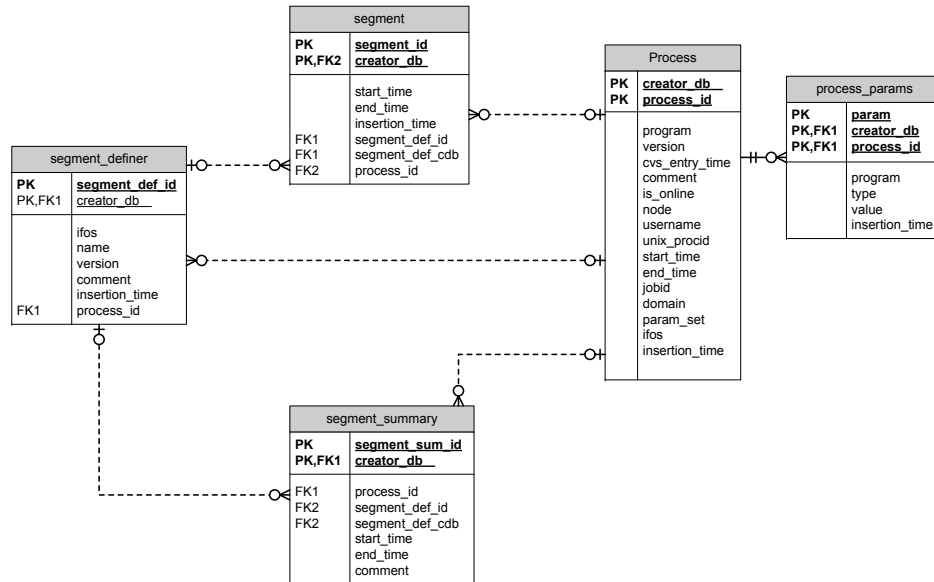 segment
PK segment_id
PK,FK2 creator_db
start_time
end_time
insertion_time
FK1 segment_def_id
FK1 segment_def_cdb
FK2 process_id
Process
PK creator_db
PK process_id
program
version
cvs_entry_time
comment
is_online
node
username
unix_procid
start_time
end_time
jobid
domain
param_set
ifos
insertion_time
process_params
PK param
PK,FK1 creator_db
PK,FK1 process_id
program
type
value
insertion_time
segment_definer
PK segment_def_id
PK,FK1 creator_db
ifos
name
version
comment
insertion_time
FK1 process_id
segment_summary
PK segment_sum_id
PK,FK1 creator_db
FK1 process_id
FK2 segment_def_id
FK2 segment_def_cdb
start_time
end_time
comment